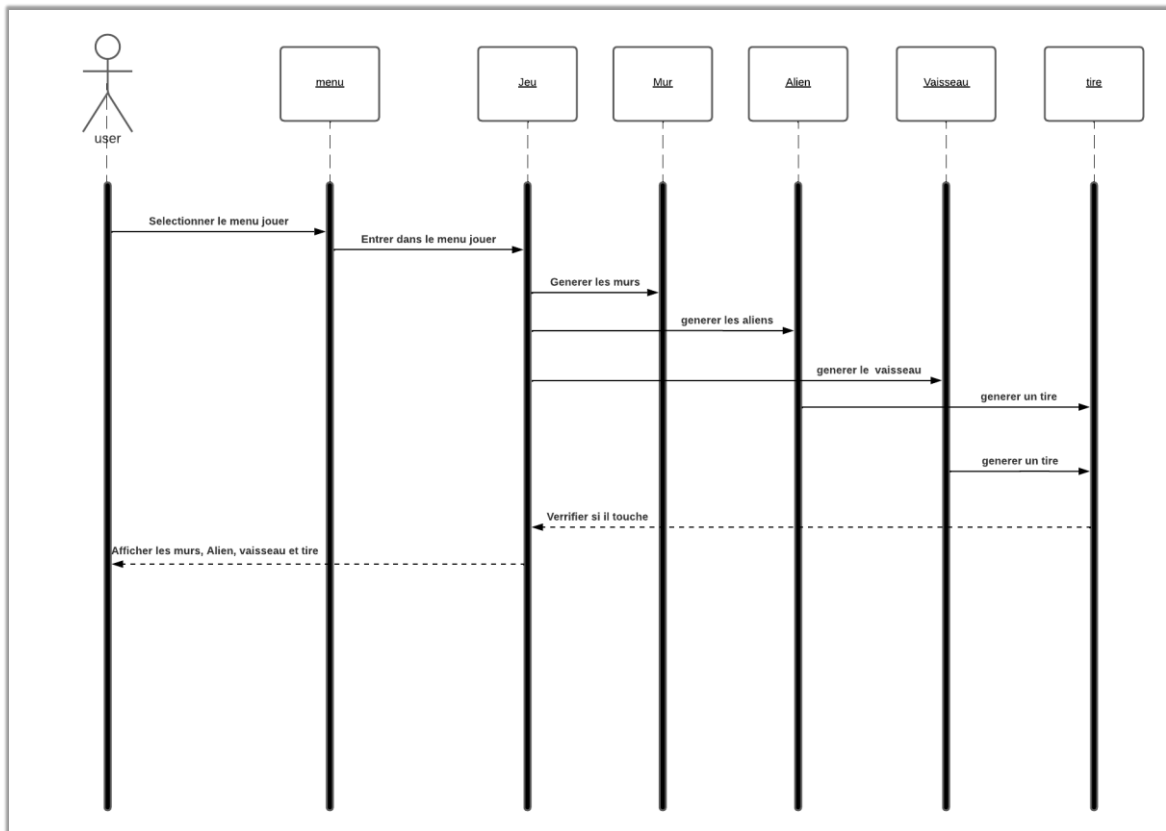 user
menu
Jeu
Mur
Alien
Vaisseau
tire
Selectionner le menu jouer
Entrer dans le menu jouer
Generer les murs
generer les aliens
generer le  vaisseau
generer un tire
generer un tire
Verrifier si il touche
Afficher les murs, Alien, vaisseau et tire